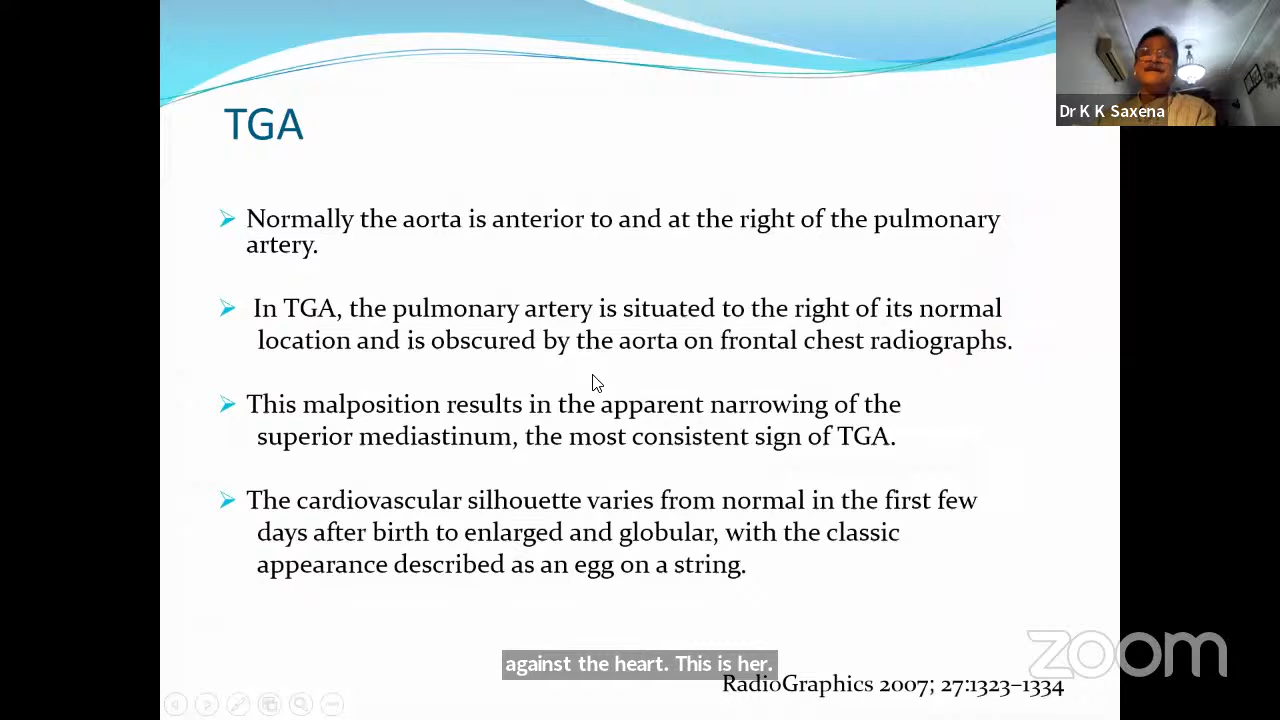 Dr K K Saxena
TGA
Normally the aorta is anterior to and at the right of the pulmonary
artery.
In TGA, the pulmonary artery is situated to the right of its normal
location and is obscured by the aorta on frontal chest radiographs.
This malposition results in the apparent narrowing of the
superior mediastinum, the most consistent sign of TGA.
The cardiovascular silhouette varies from normal in the first few
days after birth to enlarged and globular, with the classic
appearance described as an egg on a string.
zoom
against the heart. This is her.
RadioGraphics 2007; 27:1323–1334